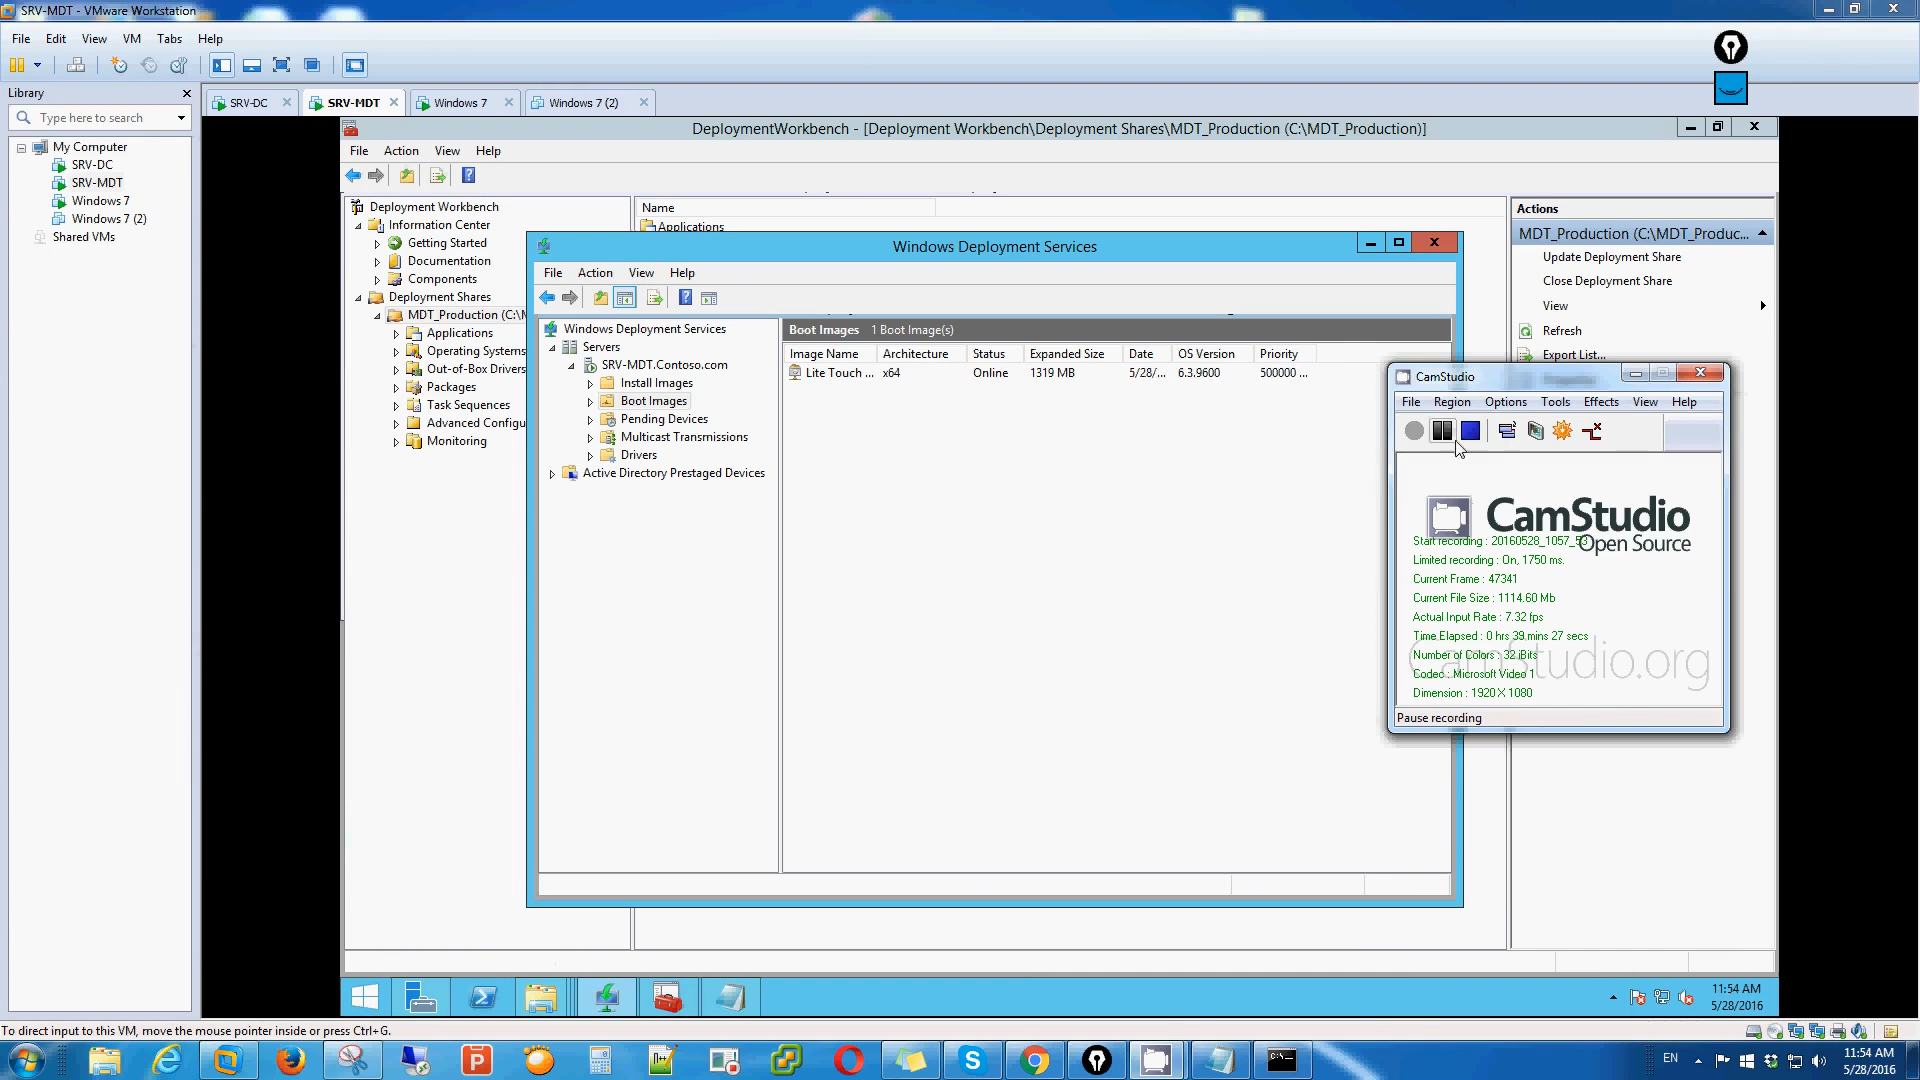 SRV-MDT - VMware Workstation
File Edit View VM Tabs Help
Library
Type here to search
My Computer
SRV-DC
SRV-MDT
Windows 7
Windows 7 (2)
Shared VMs
SRV-DC SRV-MDT Windows 7 Windows 7 (2)
DeploymentWorkbench - [Deployment Workbench\Deployment Shares\MDT_Production (C:\MDT_Production)]
File Action View Help
Deployment Workbench
Information Center
Getting Started
Documentation
Components
Deployment Shares
MDT_Production (C:\M
Applications
Operating Systems
Out-of-Box Drivers
Packages
Task Sequences
Advanced Configu
Monitoring
Name
Applications
Actions
MDT_Production (C:\MDT_Produc...
Update Deployment Share
Close Deployment Share
View
Refresh
Export List...
Windows Deployment Services
File Action View Help
Windows Deployment Services
Servers
SRV-MDT.Contoso.com
Install Images
Boot Images
Pending Devices
Multicast Transmissions
Drivers
Active Directory Prestaged Devices
Boot Images 1 Boot Image(s)
Image Name Architecture Status Expanded Size Date OS Version Priority
Lite Touch ... x64 Online 1319 MB 5/28/... 6.3.9600 500000 ...
CamStudio
File Region Options Tools Effects View Help
CamStudio
Open Source
Start recording : 20160528_1057_53
Limited recording : On, 1750 ms.
Current Frame : 47341
Current File Size : 1114.60 Mb
Actual Input Rate : 7.32 fps
Time Elapsed : 0 hrs 39 mins 27 secs
Number of Colors : 32 iBits
Codec : Microsoft Video 1
Dimension : 1920 X 1080
CamStudio.org
Pause recording
11:54 AM
5/28/2016
To direct input to this VM, move the mouse pointer inside or press Ctrl+G.
EN
11:54 AM
5/28/2016